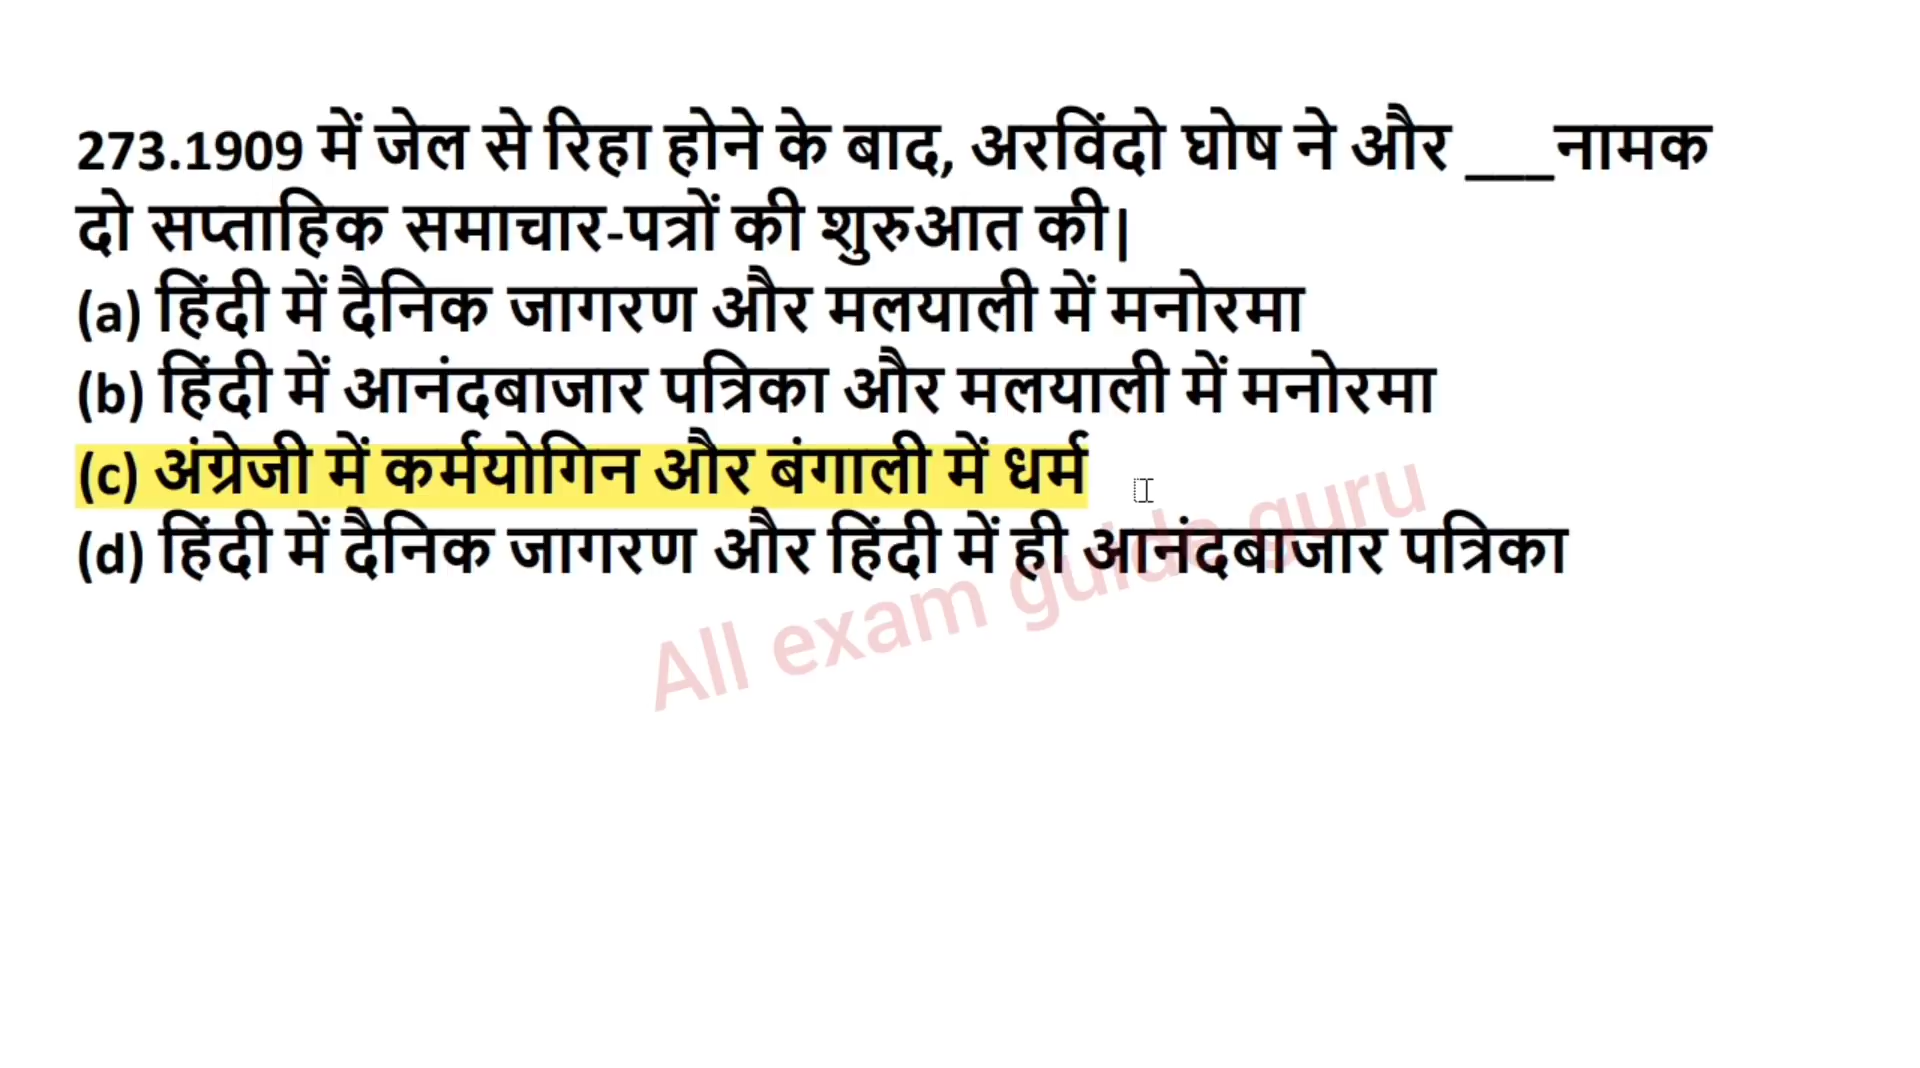 273.1909 में जेल से रिहा होने के बाद, अरविंदो घोष ने और ___नामक
दो सप्ताहिक समाचार-पत्रों की शुरुआत की|
(a) हिंदी में दैनिक जागरण और मलयाली में मनोरमा
(b) हिंदी में आनंदबाजार पत्रिका और मलयाली में मनोरमा
(c) अंग्रेजी में कर्मयोगिन और बंगाली में धर्म
(d) हिंदी में दैनिक जागरण और हिंदी में ही आनंदबाजार पत्रिका
All exam guide guru